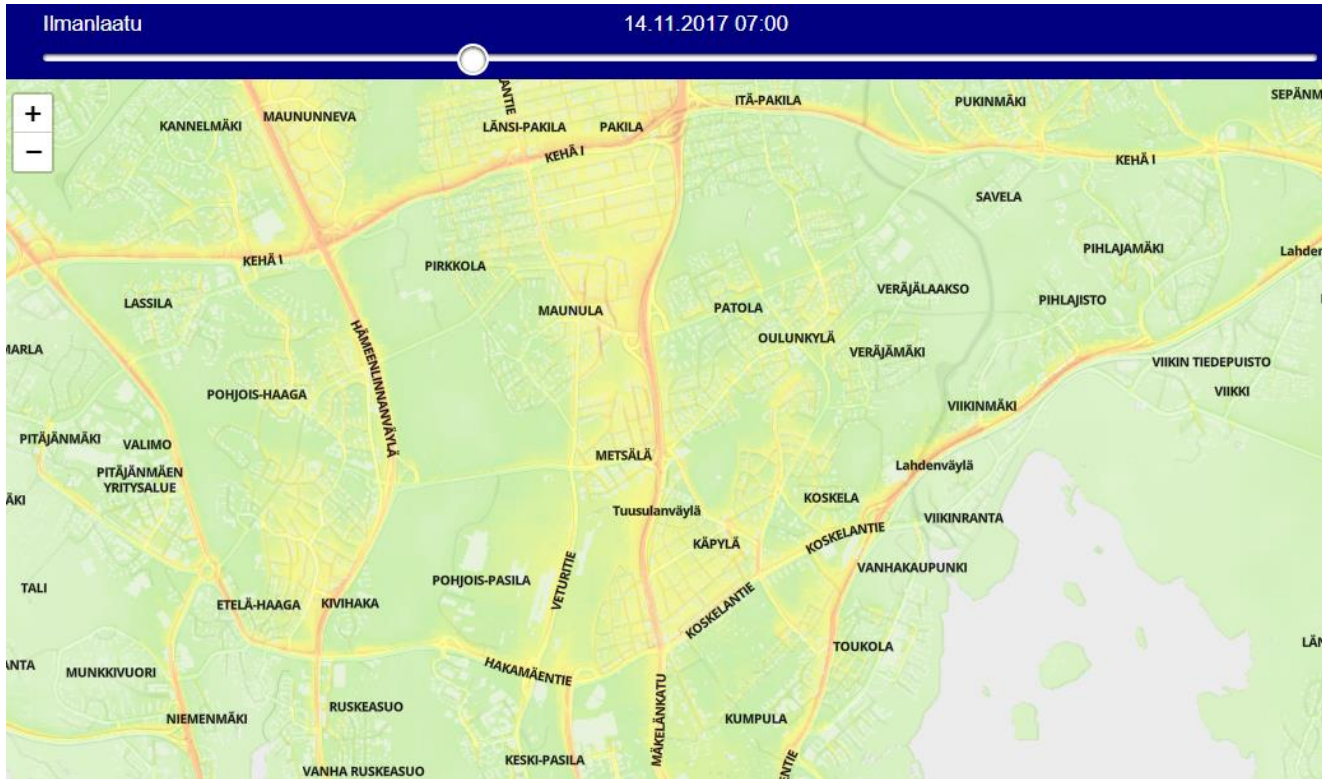 Ilmanlaatu
14.11.2017 07:00
+
−
KANNELMÄKI
MAUNUNNEVA
ANTIE
LÄNSI-PAKILA
PAKILA
ITÄ-PAKILA
PUKINMÄKI
SEPÄNM
KEHÄ I
KEHÄ I
SAVELA
PIHLAJAMÄKI
Lahder
KEHÄ I
PIRKKOLA
LASSILA
MAUNULA
PATOLA
VERÄJÄLAAKSO
PIHLAJISTO
HÄMEENLINNANVÄYLÄ
OULUNKYLÄ
VERÄJÄMÄKI
MARLA
VIIKIN TIEDEPUISTO
VIIKKI
POHJOIS-HAAGA
VIIKINMÄKI
PITÄJÄNMÄKI
VALIMO
METSÄLÄ
PITÄJÄNMÄEN
YRITYSALUE
Lahdenväylä
ÄKI
KOSKELA
Tuusulanväylä
VIIKINRANTA
KOSKELANTIE
KÄPYLÄ
VANHAKAUPUNKI
POHJOIS-PASILA
VETURITIE
TALI
ETELÄ-HAAGA
KIVIHAKA
KOSKELANTIE
TOUKOLA
LÄN
ANTA
MUNKKIVUORI
HAKAMÄENTIE
RUSKEASUO
NIEMENMÄKI
MÄKELÄNKATU
KUMPULA
KESKI-PASILA
VANHA RUSKEASUO
ENTIE